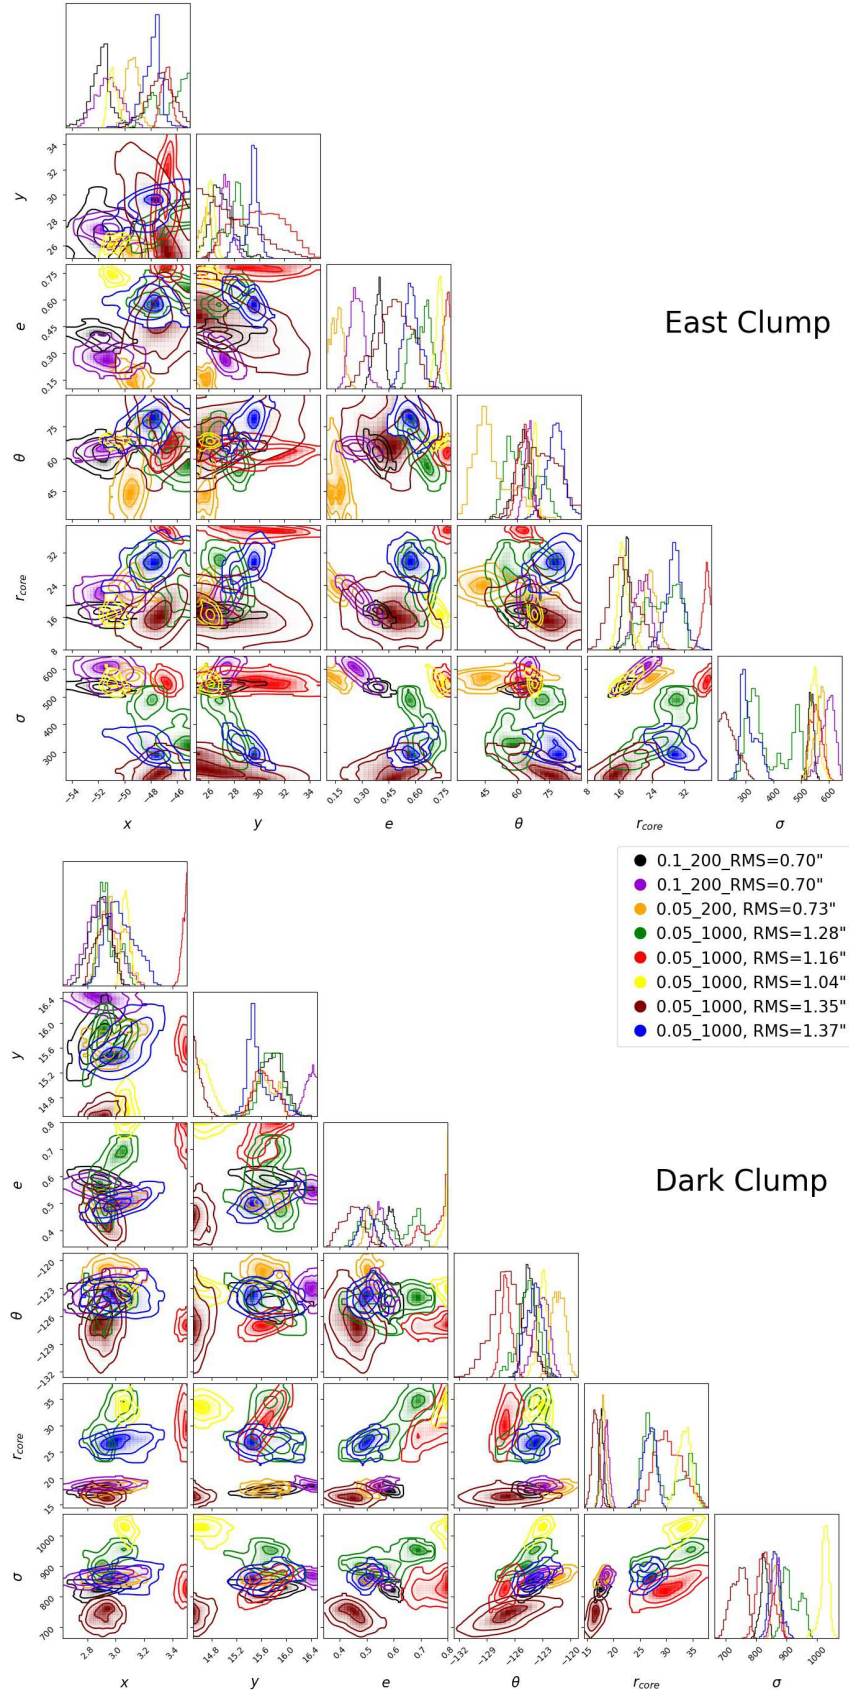 y
34
32
30
28
26
e
0.75
0.60
0.45
0.30
0.15
East Clump
θ
75
60
45
r_core
32
24
16
8
σ
600
500
400
300
−54 −52 −50 −48 −46
26 28 30 32 34
0.15 0.30 0.45 0.60 0.75
45 60 75
8 16 24 32
300 400 500 600
x y e θ r_core σ
0.1_200_RMS=0.70"
0.1_200_RMS=0.70"
0.05_200, RMS=0.73"
0.05_1000, RMS=1.28"
0.05_1000, RMS=1.16"
0.05_1000, RMS=1.04"
0.05_1000, RMS=1.35"
0.05_1000, RMS=1.37"
y
16.4
16.0
15.6
15.2
14.8
e
0.8
0.7
0.6
0.5
0.4
Dark Clump
θ
−120
−123
−126
−129
−132
r_core
35
30
25
20
15
σ
1000
900
800
700
2.8 3.0 3.2 3.4
14.8 15.2 15.6 16.0 16.4
0.4 0.5 0.6 0.7 0.8
−132 −129 −126 −123 −120
15 20 25 30 35
700 800 900 1000
x y e θ r_core σ